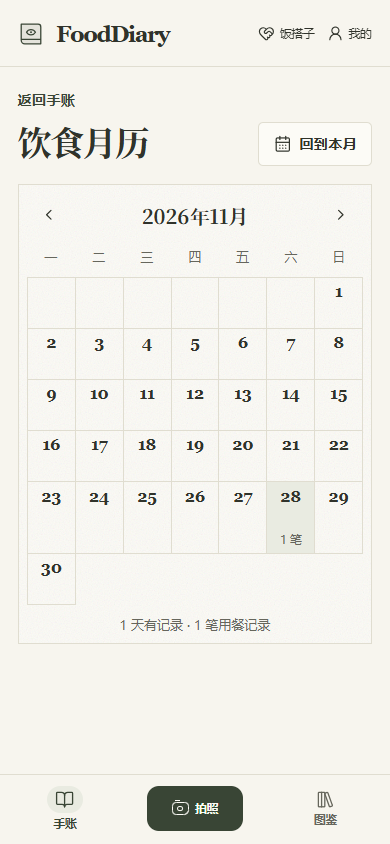 FoodDiary 饭搭子 我的
返回手账
饮食月历 回到本月
2026年11月
一 二 三 四 五 六 日
1
2 3 4 5 6 7 8
9 10 11 12 13 14 15
16 17 18 19 20 21 22
23 24 25 26 27 28 29
1 笔
30
1 天有记录 · 1 笔用餐记录
手账 拍照 图鉴